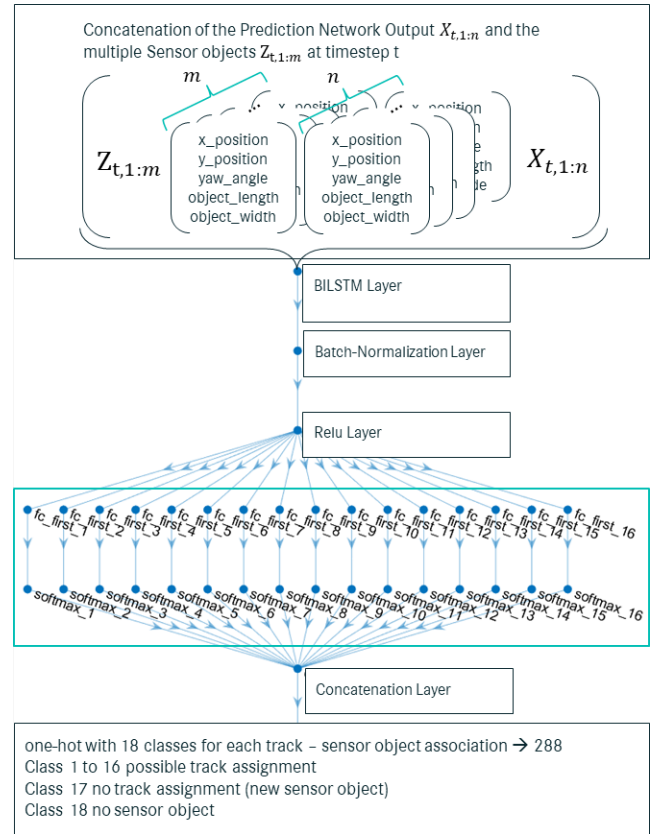 Concatenation of the Prediction Network Output X_{t,1:n} and the
multiple Sensor objects Z_{t,1:m} at timestep t
m
n
x_position
x_position
Z_{t,1:m}
x_position
y_position
yaw_angle
object_length
object_width
x_position
y_position
yaw_angle
object_length
object_width
X_{t,1:n}
BILSTM Layer
Batch-Normalization Layer
Relu Layer
fc_first_1
fc_first_2
fc_first_3
fc_first_4
fc_first_5
fc_first_6
fc_first_7
fc_first_8
fc_first_9
fc_first_10
fc_first_11
fc_first_12
fc_first_13
fc_first_14
fc_first_15
fc_first_16
softmax_1
softmax_2
softmax_3
softmax_4
softmax_5
softmax_6
softmax_7
softmax_8
softmax_9
softmax_10
softmax_11
softmax_12
softmax_13
softmax_14
softmax_15
softmax_16
Concatenation Layer
one-hot with 18 classes for each track – sensor object association → 288
Class 1 to 16 possible track assignment
Class 17 no track assignment (new sensor object)
Class 18 no sensor object